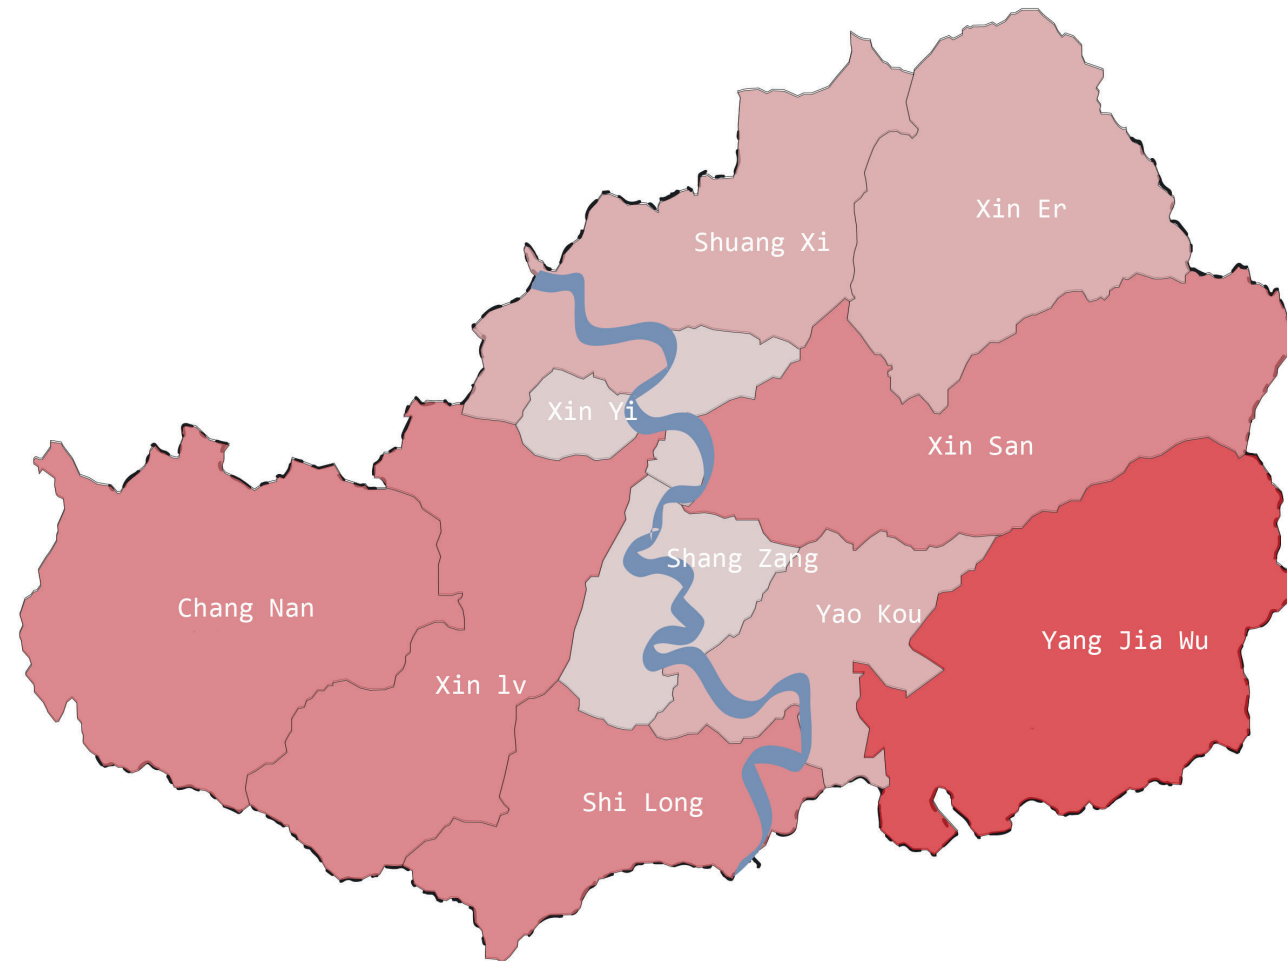 Xin Er
Shuang Xi
Xin Yi
Xin San
Shang Zang
Chang Nan
Yao Kou
Yang Jia Wu
Xin lv
Shi Long